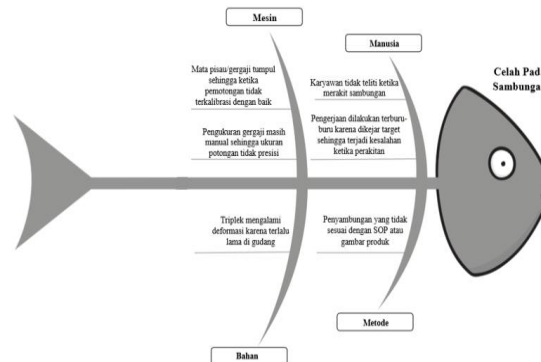 Mesin
Manusia
Mata pisau/gergaji tumpul
sehingga ketika
pemotongan tidak
terkalibrasi dengan baik
Karyawan tidak teliti ketika
merakit sambungan
Celah Pad
Sambunga
Pengukuran gergaji masih
manual sehingga ukuran
potongan tidak presisi
Pengerjaan dilakukan terburu-
buru karena dikejar target
sehingga terjadi kesalahan
ketika perakitan
Triplek mengalami
deformasi karena terlalu
lama di gudang
Penyambungan yang tidak
sesuai dengan SOP atau
gambar produk
Metode
Bahan